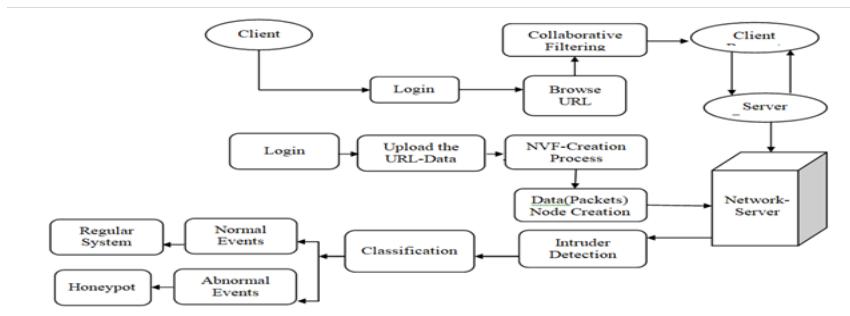 Client
Collaborative
Filtering
Client
Login
Browse
URL
Server
Login
Upload the
URL-Data
NVF-Creation
Process
Data(Packets)
Node Creation
Network-
Server
Regular
System
Normal
Events
Classification
Intruder
Detection
Honeypot
Abnormal
Events